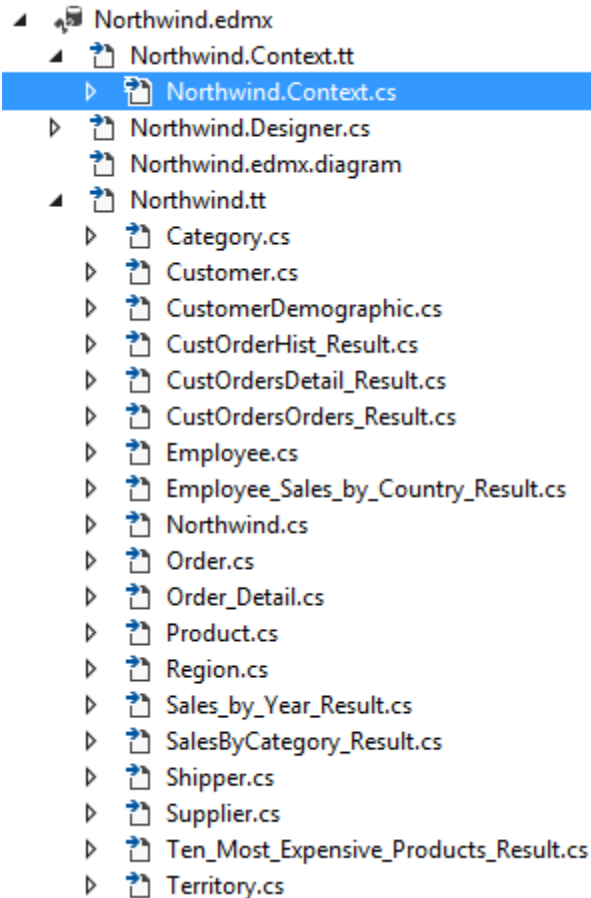 Northwind.edmx
Northwind.Context.tt
Northwind.Context.cs
Northwind.Designer.cs
Northwind.edmx.diagram
Northwind.tt
Category.cs
Customer.cs
CustomerDemographic.cs
CustOrderHist_Result.cs
CustOrdersDetail_Result.cs
CustOrdersOrders_Result.cs
Employee.cs
Employee_Sales_by_Country_Result.cs
Northwind.cs
Order.cs
Order_Detail.cs
Product.cs
Region.cs
Sales_by_Year_Result.cs
SalesByCategory_Result.cs
Shipper.cs
Supplier.cs
Ten_Most_Expensive_Products_Result.cs
Territory.cs